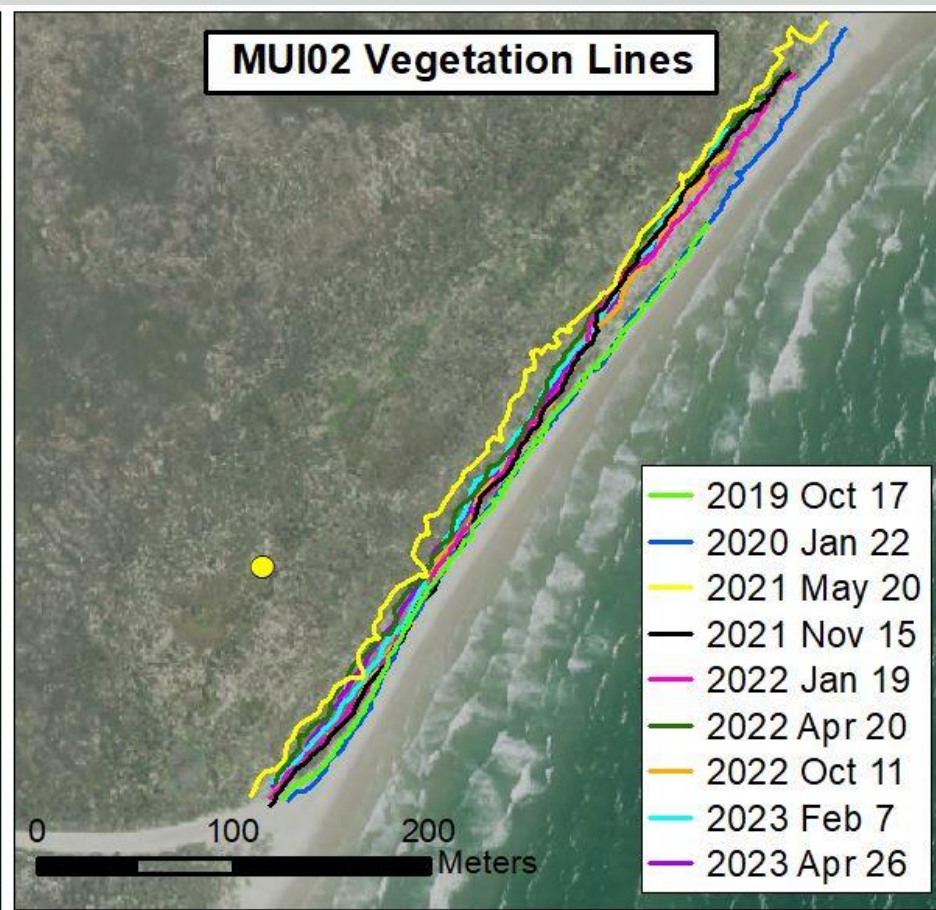 MUI02 Vegetation Lines
2019 Oct 17
2020 Jan 22
2021 May 20
2021 Nov 15
2022 Jan 19
2022 Apr 20
2022 Oct 11
2023 Feb 7
2023 Apr 26
0 100 200
Meters